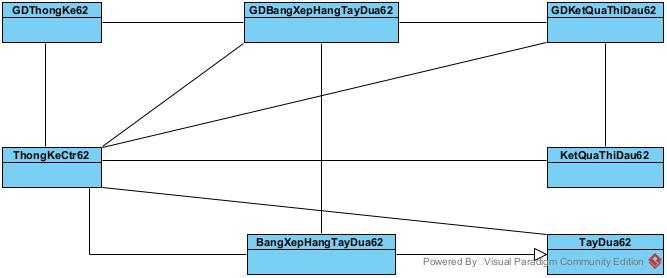 GDThongKe62
GDBangXepHangTayDua62
GDKetQuaThiDau62
ThongKeCtr62
KetQuaThiDau62
BangXepHangTayDua62
TayDua62
Powered By Visual Paradigm Community Edition